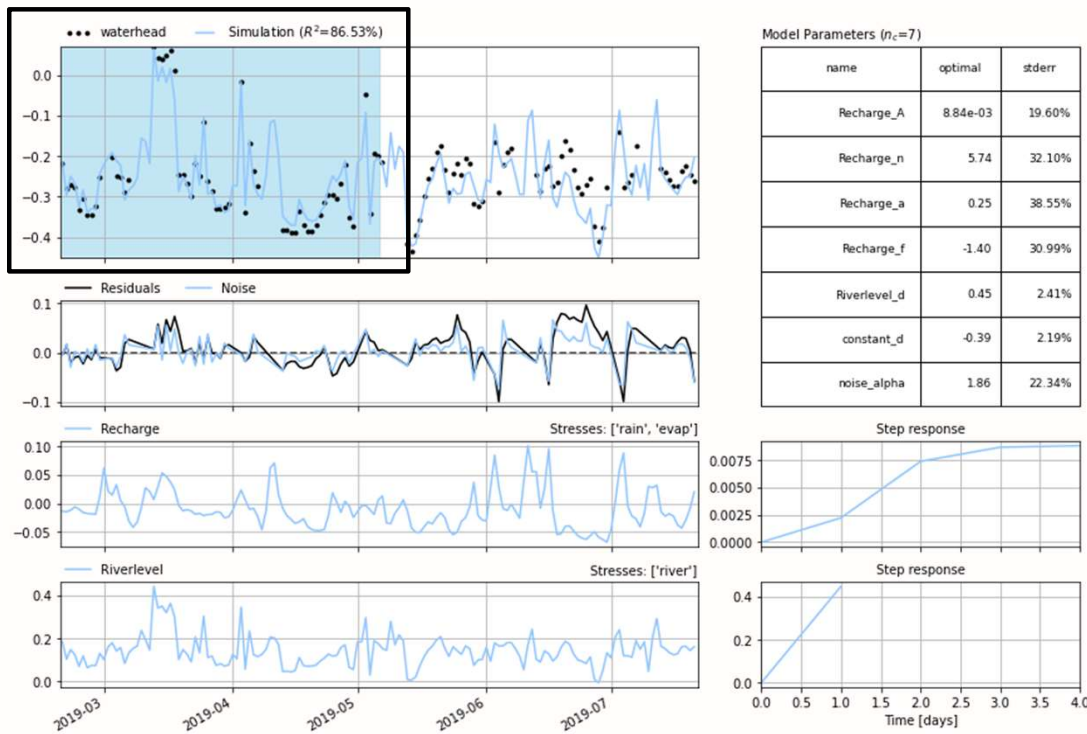 waterhead Simulation (R²=86.53%)
0.0
−0.1
−0.2
−0.3
−0.4
Residuals Noise
0.1
0.0
−0.1
Recharge Stresses: ['rain', 'evap']
0.10
0.05
0.00
−0.05
Riverlevel Stresses: ['river']
0.4
0.2
0.0
2019-03 2019-04 2019-05 2019-06 2019-07
Model Parameters (n_c=7)
name optimal stderr
Recharge_A 8.84e-03 19.60%
Recharge_n 5.74 32.10%
Recharge_a 0.25 38.55%
Recharge_f -1.40 30.99%
Riverlevel_d 0.45 2.41%
constant_d -0.39 2.19%
noise_alpha 1.86 22.34%
Step response
0.0075
0.0050
0.0025
0.0000
Step response
0.4
0.2
0.0
0.0 0.5 1.0 1.5 2.0 2.5 3.0 3.5 4.0
Time [days]